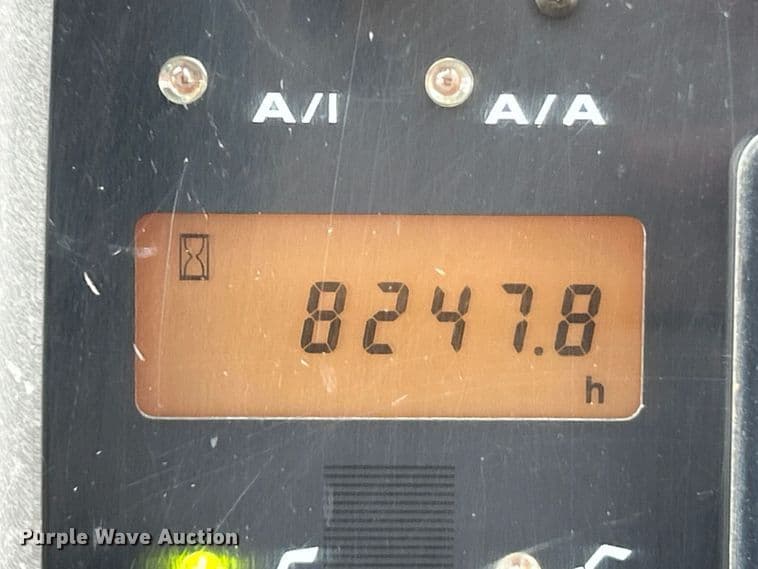 A/I A/A
8247.8
h
Purple Wave Auction